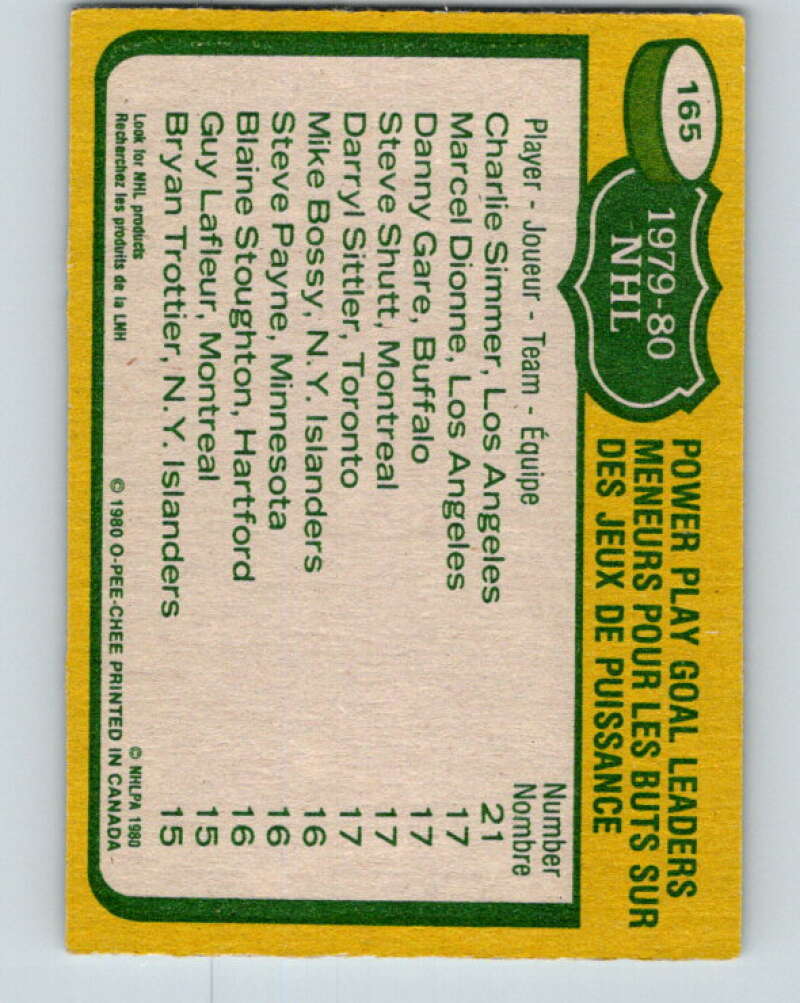 165
1979-80
NHL
POWER PLAY GOAL LEADERS
MENEURS POUR LES BUTS SUR
DES JEUX DE PUISSANCE
Player - Joueur - Team - Équipe Number Nombre
Charlie Simmer, Los Angeles 21
Marcel Dionne, Los Angeles 17
Danny Gare, Buffalo 17
Steve Shutt, Montreal 17
Darryl Sittler, Toronto 17
Mike Bossy, N.Y. Islanders 16
Steve Payne, Minnesota 16
Blaine Stoughton, Hartford 16
Guy Lafleur, Montreal 15
Bryan Trottier, N.Y. Islanders 15
Look for NHL products © NHLPA 1980
Recherchez les produits de la LNH © 1980 O-PEE-CHEE PRINTED IN CANADA